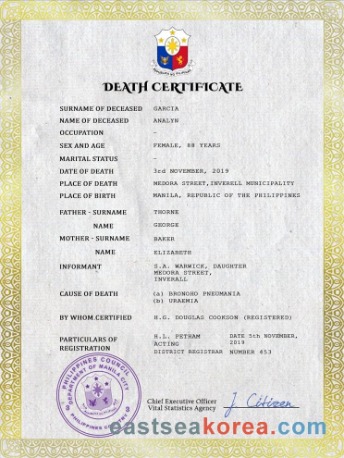 DEATH CERTIFICATE
SURNAME OF DECEASED GARCIA
NAME OF DECEASED ANALYN
OCCUPATION -
SEX AND AGE FEMALE, 88 YEARS
MARITAL STATUS -
DATE OF DEATH 3rd NOVEMBER, 2019
PLACE OF DEATH MEDORA STREET,INVERELL MUNICIPALITY
PLACE OF BIRTH MANILA, REPUBLIC OF THE PHILIPPINES
FATHER - SURNAME THORNE
NAME GEORGE
MOTHER - SURNAME BAKER
NAME ELIZABETH
INFORMANT S.A. WARWICK, DAUGHTER
MEDORA STREET,
INVERALL
CAUSE OF DEATH (a) BRONOHO PNEUMANIA
(b) URAEMIA
BY WHOM CERTIFIED H.G. DOUGLAS COOKSON (REGISTERED)
PARTICULARS OF REGISTRATION
H.L. PETHAM
ACTING
DISTRICT REGISTRAR
DATE 5th NOVEMBER, 2019
NUMBER 853
PHILIPPINES COUNCIL
DEPARTMENT OF MANILA CITY
Chief Executive Officer
Vital Statistics Agency
J. Citizen
eastseakorea.com